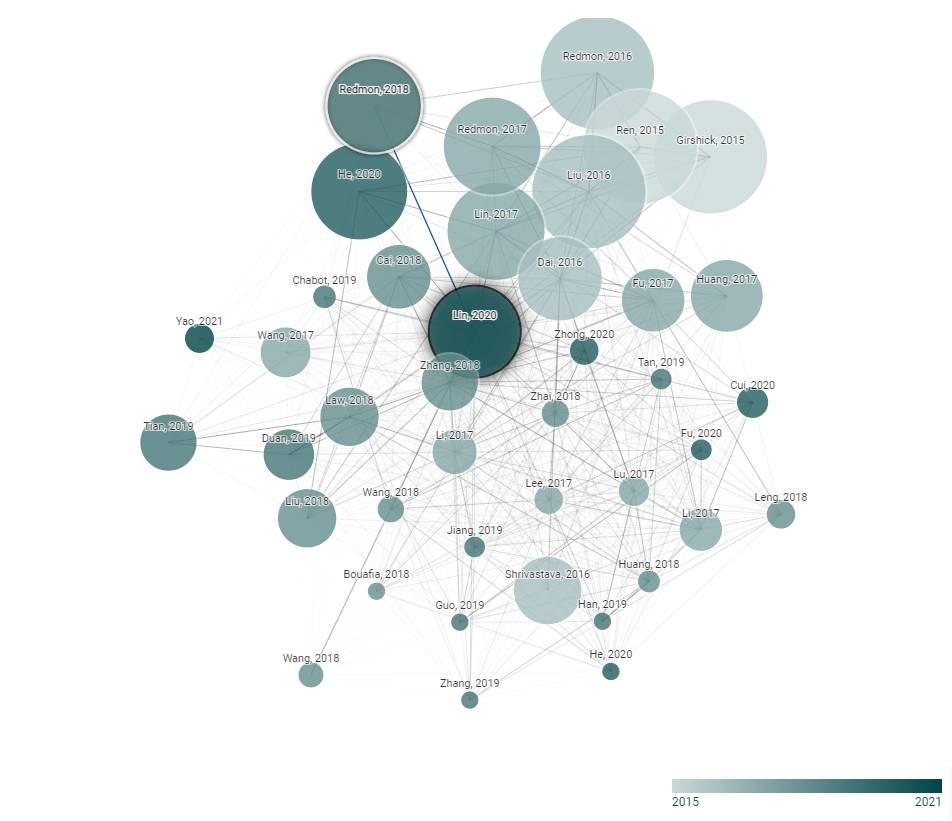 Redmon, 2016
Redmon, 2018
Redmon, 2017
Ren, 2015
Girshick, 2015
He, 2020
Liu, 2016
Lin, 2017
Cai, 2018
Dai, 2016
Chabot, 2019
Fu, 2017
Huang, 2017
Lin, 2020
Yao, 2021
Wang, 2017
Zhong, 2020
Zhang, 2018
Tan, 2019
Cui, 2020
Law, 2018
Zhai, 2018
Tian, 2019
Duan, 2019
Li, 2017
Fu, 2020
Lu, 2017
Lee, 2017
Wang, 2018
Liu, 2018
Leng, 2018
Li, 2017
Jiang, 2019
Huang, 2018
Bouafia, 2018
Shrivastava, 2016
Guo, 2019
Han, 2019
Wang, 2018
He, 2020
Zhang, 2019
2015
2021